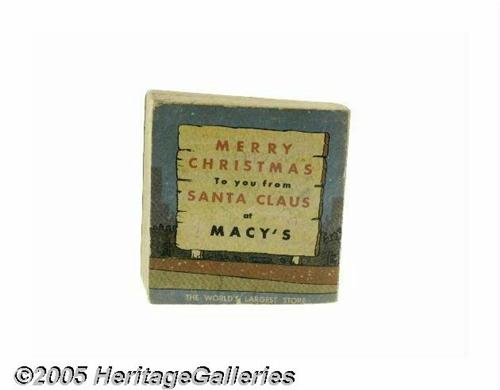 MERRY
CHRISTMAS
To you from
SANTA CLAUS
at
MACY'S
THE WORLD'S LARGEST STORE
©2005 HeritageGalleries